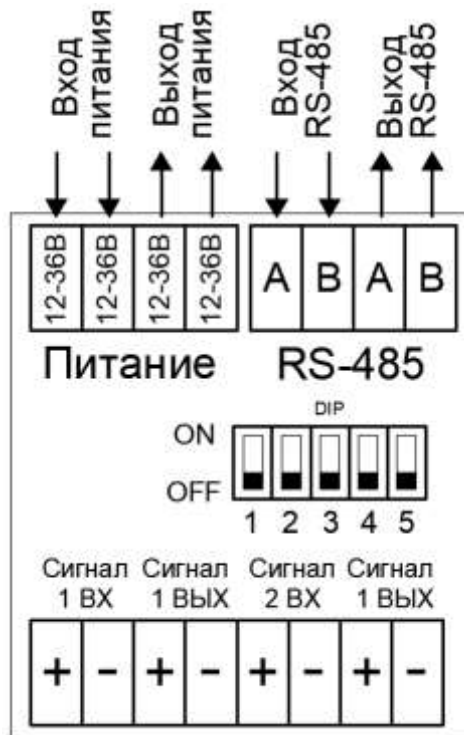 Вход питания
Выход питания
Вход RS-485
Выход RS-485
12-36В 12-36В 12-36В 12-36В A B A B
Питание RS-485
DIP
ON
OFF
1 2 3 4 5
Сигнал Сигнал Сигнал Сигнал
1 ВХ 1 ВЫХ 2 ВХ 1 ВЫХ
+ - + - + - + -